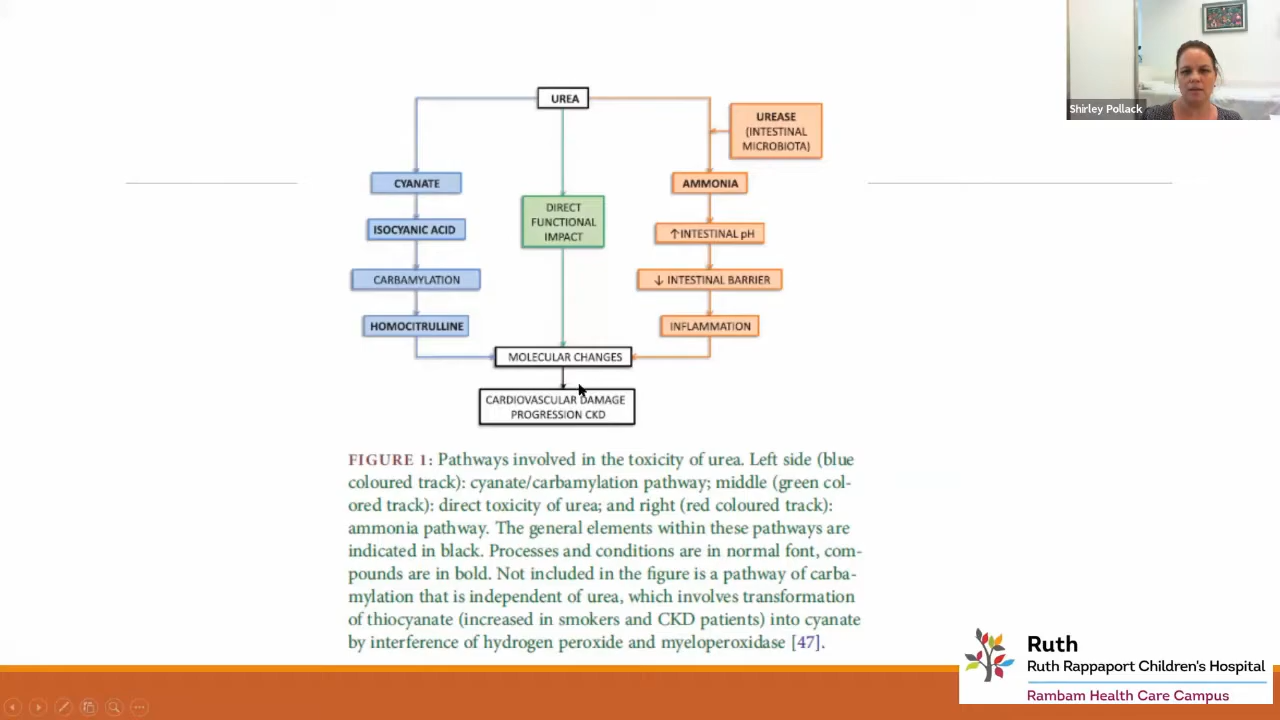 Shirley Pollack
UREA
UREASE
(INTESTINAL
MICROBIOTA)
CYANATE
ISOCYANIC ACID
CARBAMYLATION
HOMOCITRULLINE
DIRECT
FUNCTIONAL
IMPACT
AMMONIA
↑INTESTINAL pH
↓ INTESTINAL BARRIER
INFLAMMATION
MOLECULAR CHANGES
CARDIOVASCULAR DAMAGE
PROGRESSION CKD
FIGURE 1: Pathways involved in the toxicity of urea. Left side (blue
coloured track): cyanate/carbamylation pathway; middle (green col-
ored track): direct toxicity of urea; and right (red coloured track):
ammonia pathway. The general elements within these pathways are
indicated in black. Processes and conditions are in normal font, com-
pounds are in bold. Not included in the figure is a pathway of carba-
mylation that is independent of urea, which involves transformation
of thiocyanate (increased in smokers and CKD patients) into cyanate
by interference of hydrogen peroxide and myeloperoxidase [47].
Ruth
Ruth Rappaport Children's Hospital
Rambam Health Care Campus